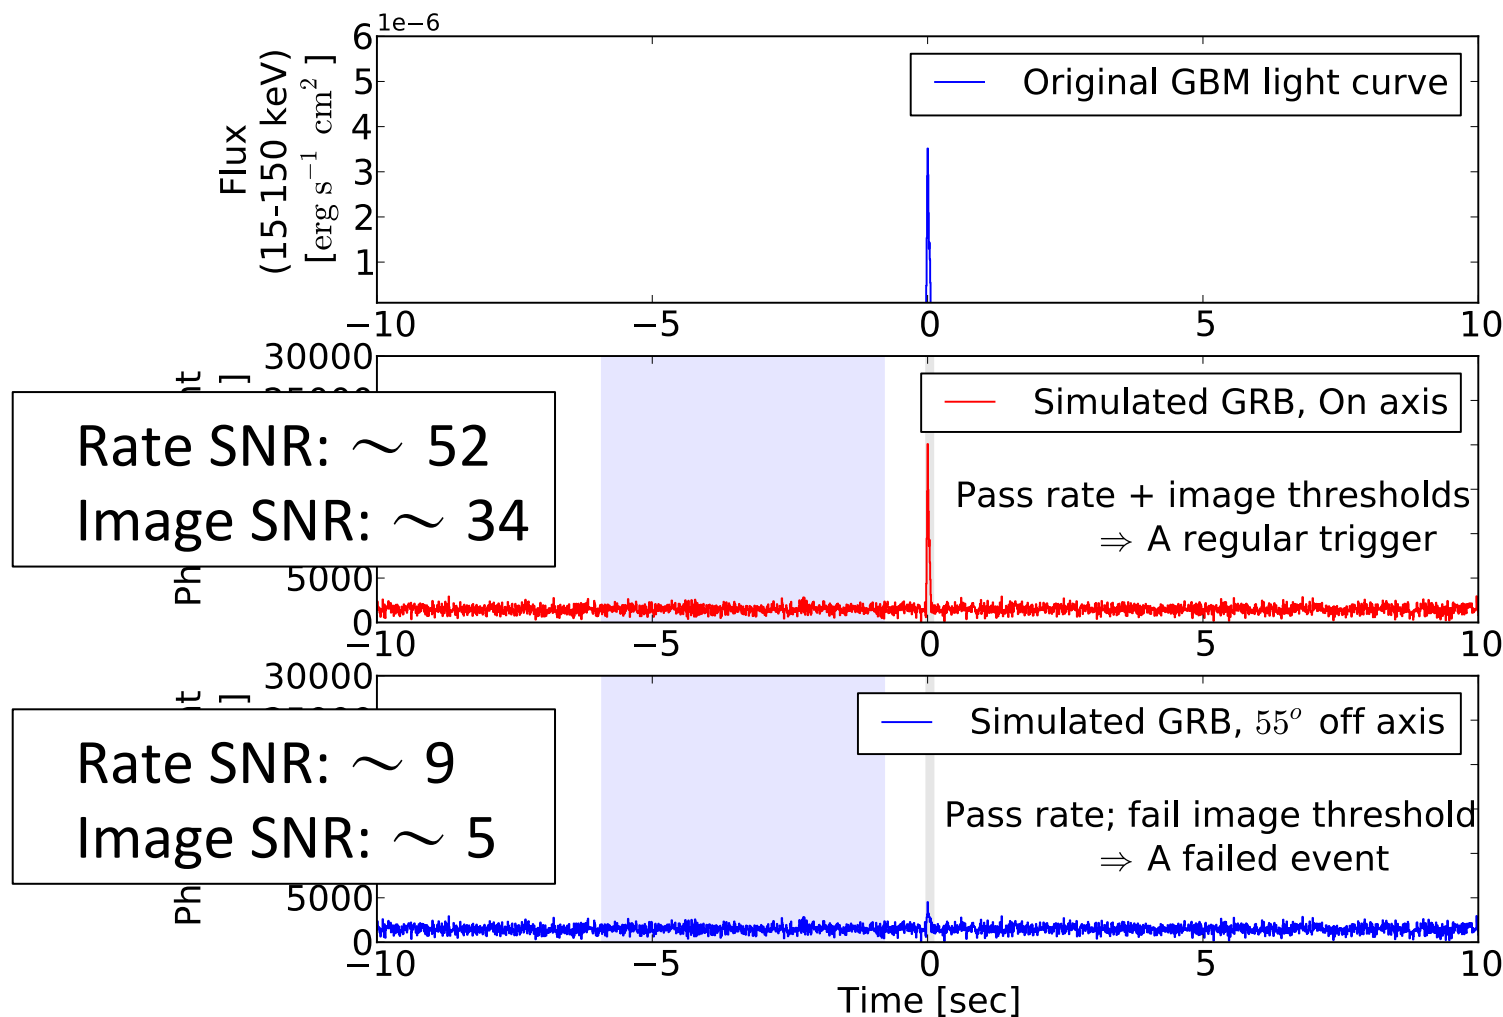 1e−6
6
5
4
3
2
1
Flux
(15-150 keV)
[erg s⁻¹ cm²]
Original GBM light curve
−10 −5 0 5 10
30000
5000
0
Simulated GRB, On axis
Rate SNR: ∼ 52
Image SNR: ∼ 34
Pass rate + image thresholds
⇒ A regular trigger
−10 −5 0 5 10
30000
5000
0
Simulated GRB, 55ᵒ off axis
Rate SNR: ∼ 9
Image SNR: ∼ 5
Pass rate; fail image threshold
⇒ A failed event
−10 −5 0 5 10
Time [sec]